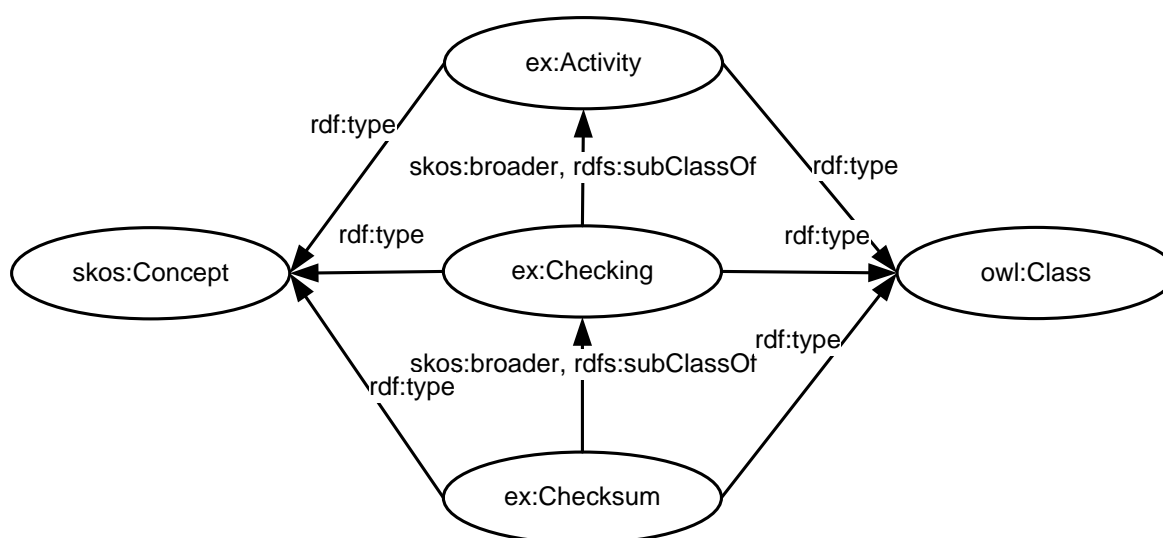 ex:Activity
rdf:type
skos:broader, rdfs:subClassOf
rdf:type
rdf:type
rdf:type
skos:Concept
ex:Checking
owl:Class
rdf:type
skos:broader, rdfs:subClassOf
rdf:type
ex:Checksum